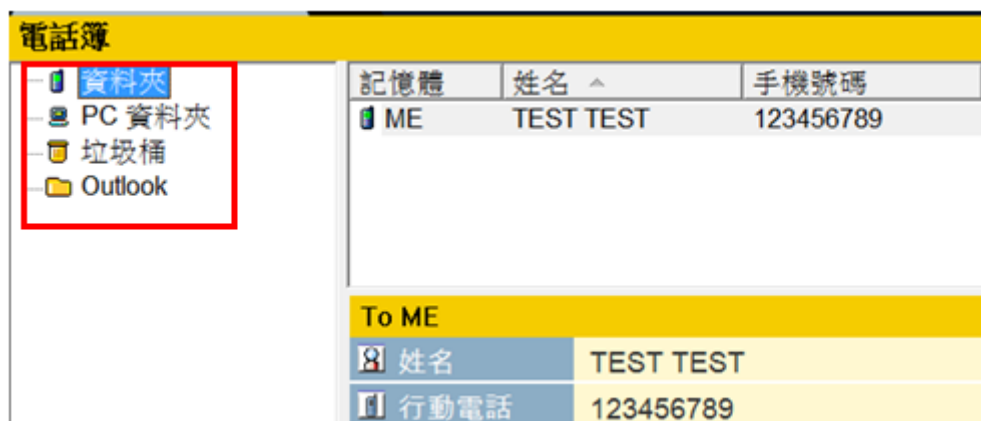 電話簿
資料夾
PC 資料夾
垃圾桶
Outlook
記憶體 姓名 手機號碼
ME TEST TEST 123456789
To ME
姓名 TEST TEST
行動電話 123456789